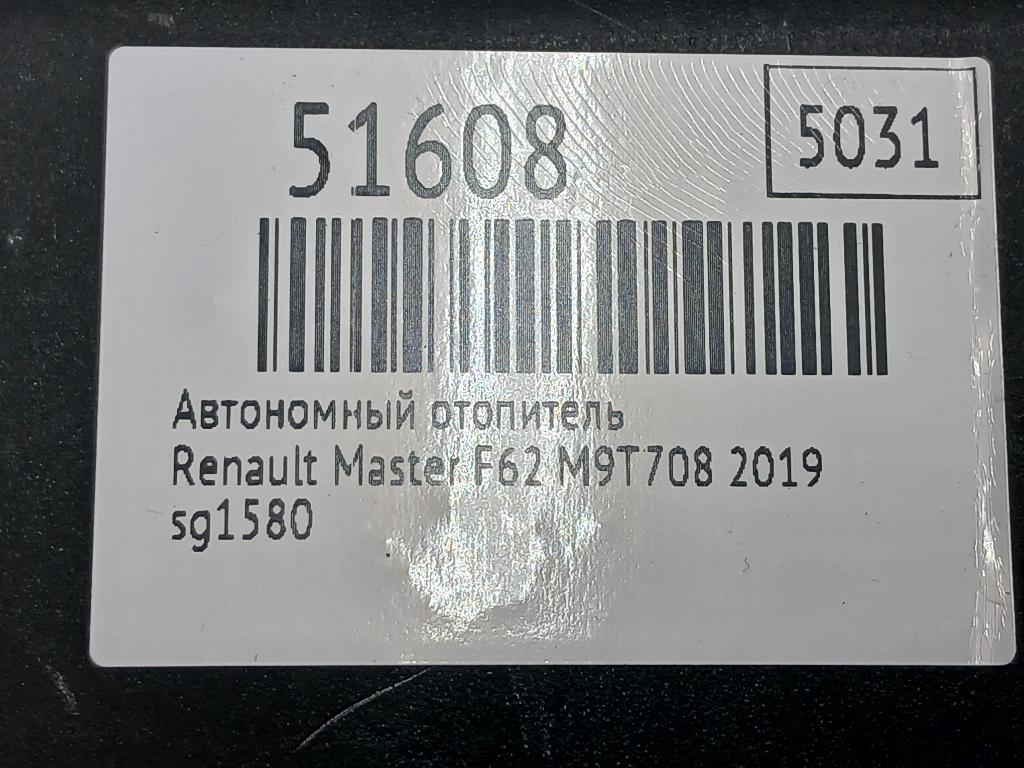 51608
5031
Автономный отопитель
Renault Master F62 M9T708 2019
sg1580